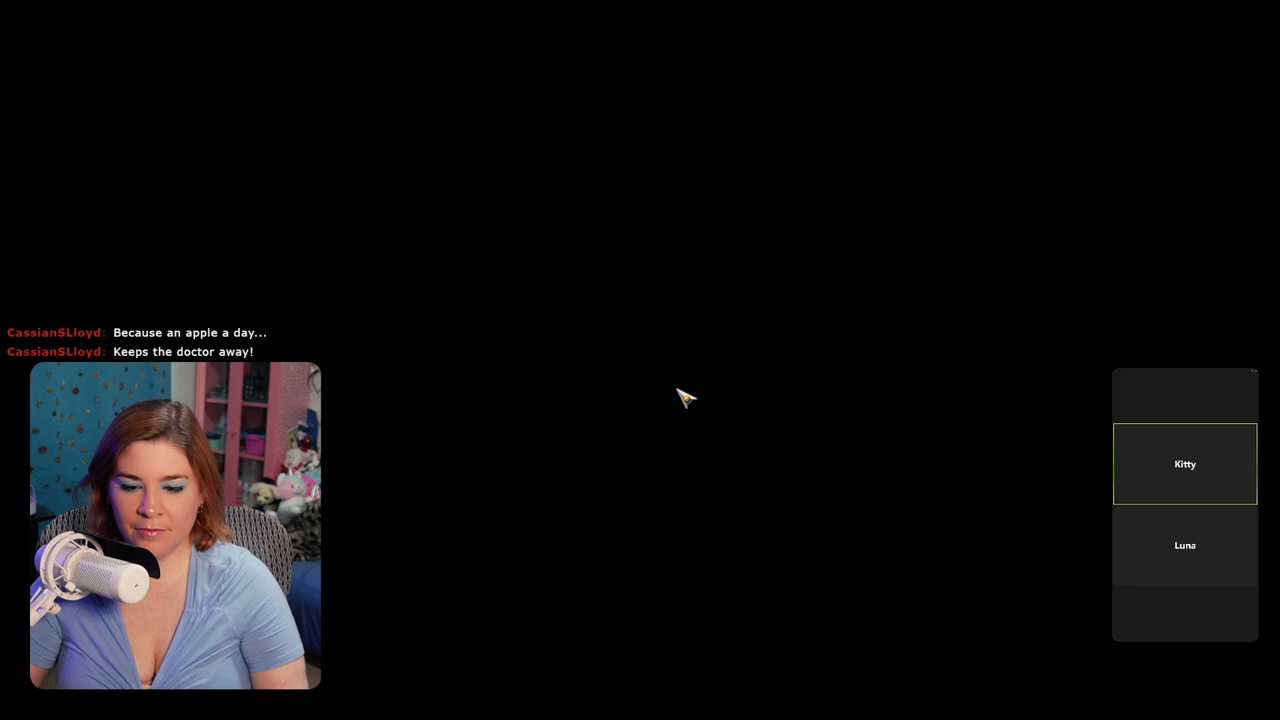 CassianSLloyd: Because an apple a day...
CassianSLloyd: Keeps the doctor away!
Kitty
Luna